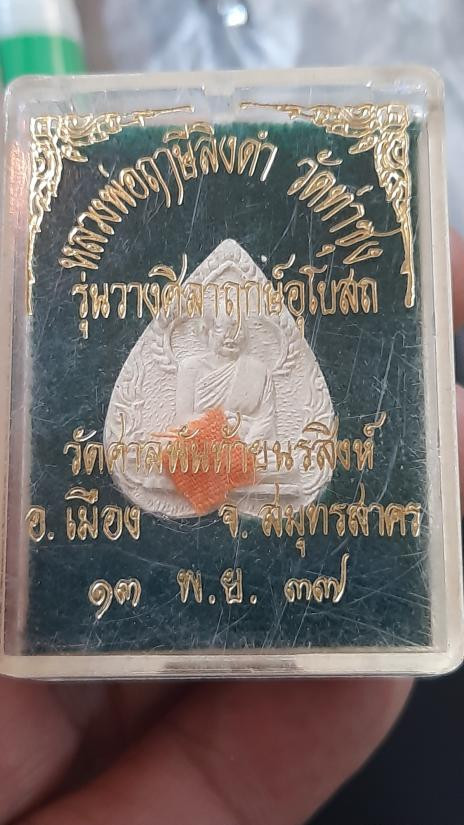 หลวงพ่อฤาษีลิงดำ วัดท่าซุง
รุ่นวางศิลาฤกษ์อุโบสถ
วัดศาลพันท้ายนรสิงห์
อ. เมือง จ. สมุทรสาคร
๑๓ พ.ย. ๓๗